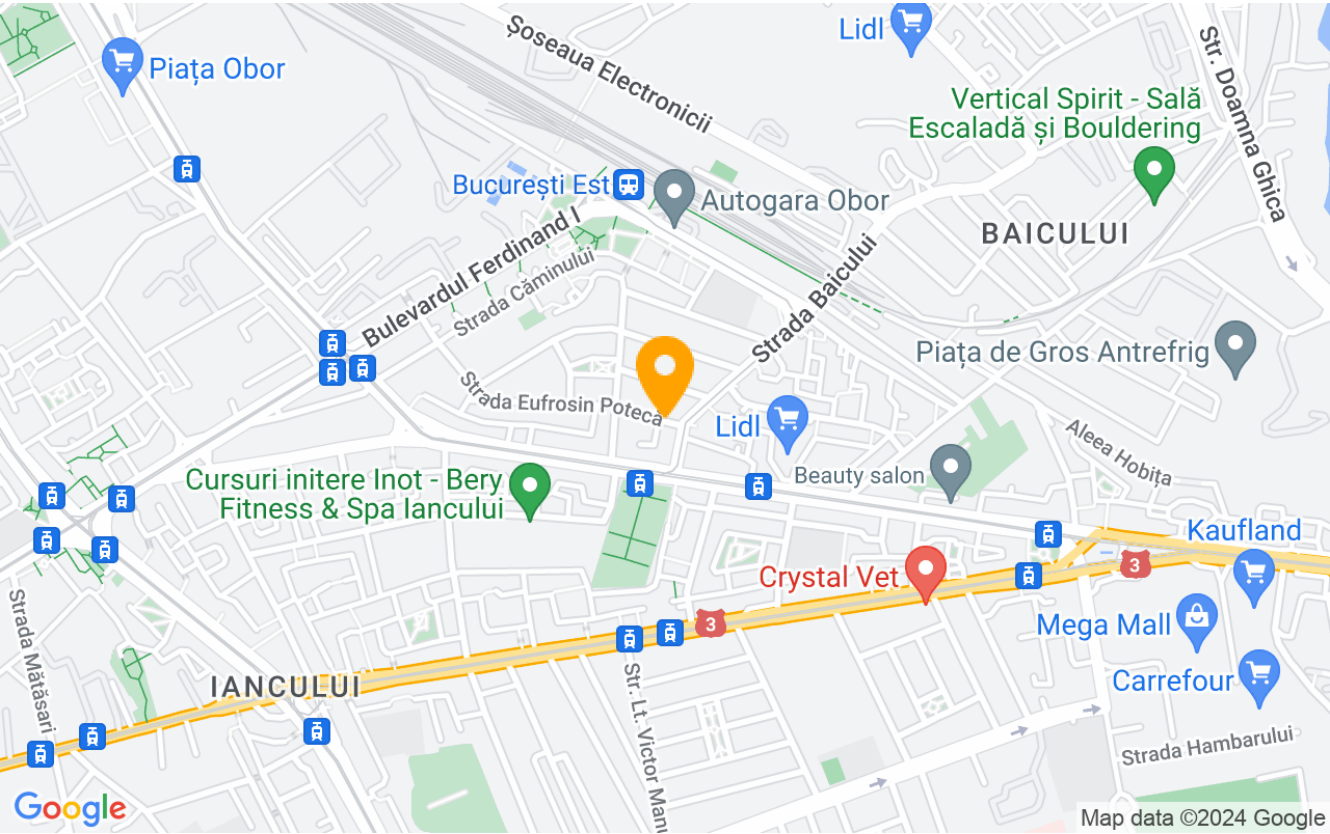 Lidl
Șoseaua Electronicii
Str. Doamna Ghica
Piața Obor
Vertical Spirit - Sală
Escaladă și Bouldering
București Est
Autogara Obor
BAICULUI
Bulevardul Ferdinand I
Strada Căminului
Strada Baicului
Piața de Gros Antrefrig
Strada Eufrosin Poteca
Lidl
Aleea Hobița
Cursuri initere Inot - Bery
Fitness & Spa Iancului
Beauty salon
Kaufland
Crystal Vet
3
3
Strada Mătăsari
Mega Mall
IANCULUI
Carrefour
Str. Lt. Victor Manu
Strada Hambarului
Google
Map data ©2024 Google